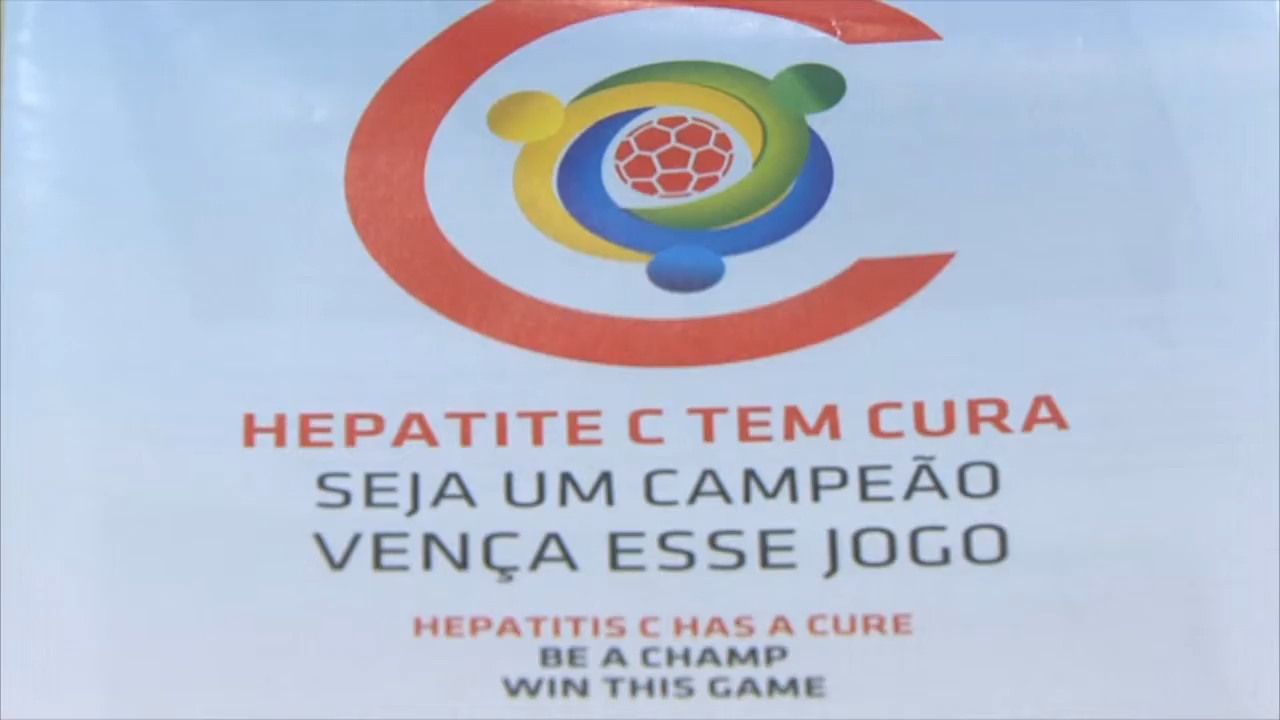 HEPATITE C TEM CURA
SEJA UM CAMPEÃO
VENÇA ESSE JOGO
HEPATITIS C HAS A CURE
BE A CHAMP
WIN THIS GAME